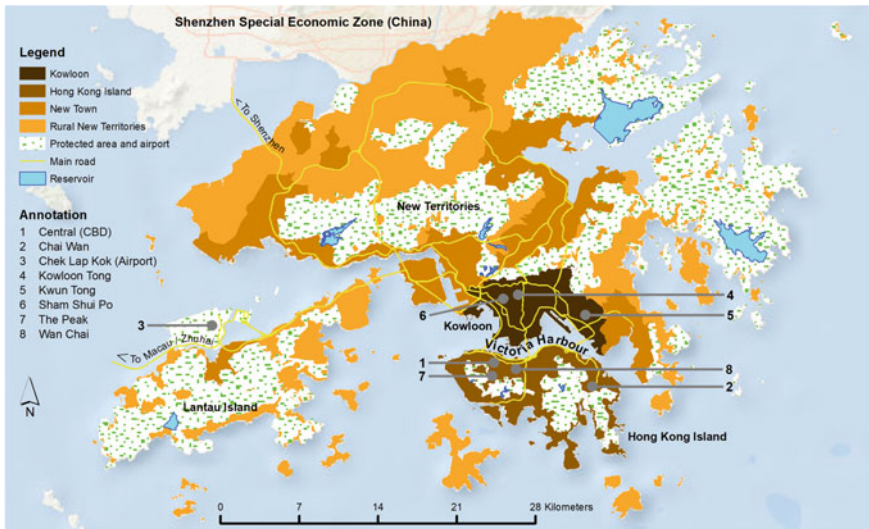 Shenzhen Special Economic Zone (China)
Legend
Kowloon
Hong Kong Island
New Town
Rural New Territories
Protected area and airport
Main road
Reservoir
Annotation
1 Central (CBD)
2 Chai Wan
3 Chek Lap Kok (Airport)
4 Kowloon Tong
5 Kwun Tong
6 Sham Shui Po
7 The Peak
8 Wan Chai
To Shenzhen
New Territories
3
4
6
5
Kowloon
To Macau / Zhuhai
Victoria Harbour
1
8
7
2
Lantau Island
Hong Kong Island
N
0 7 14 21 28 Kilometers